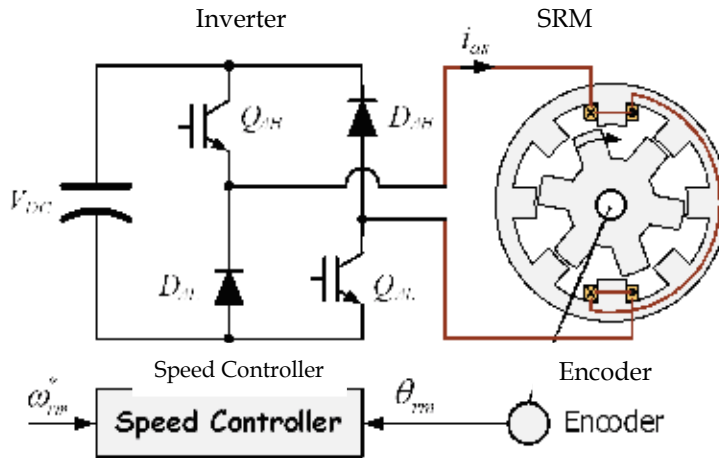 Inverter
SRM
i_as
Q_AH
D_AH
V_DC
D_AL
Q_AL
Speed Controller
Encoder
ω*_rm
Speed Controller
θ_rm
Encoder